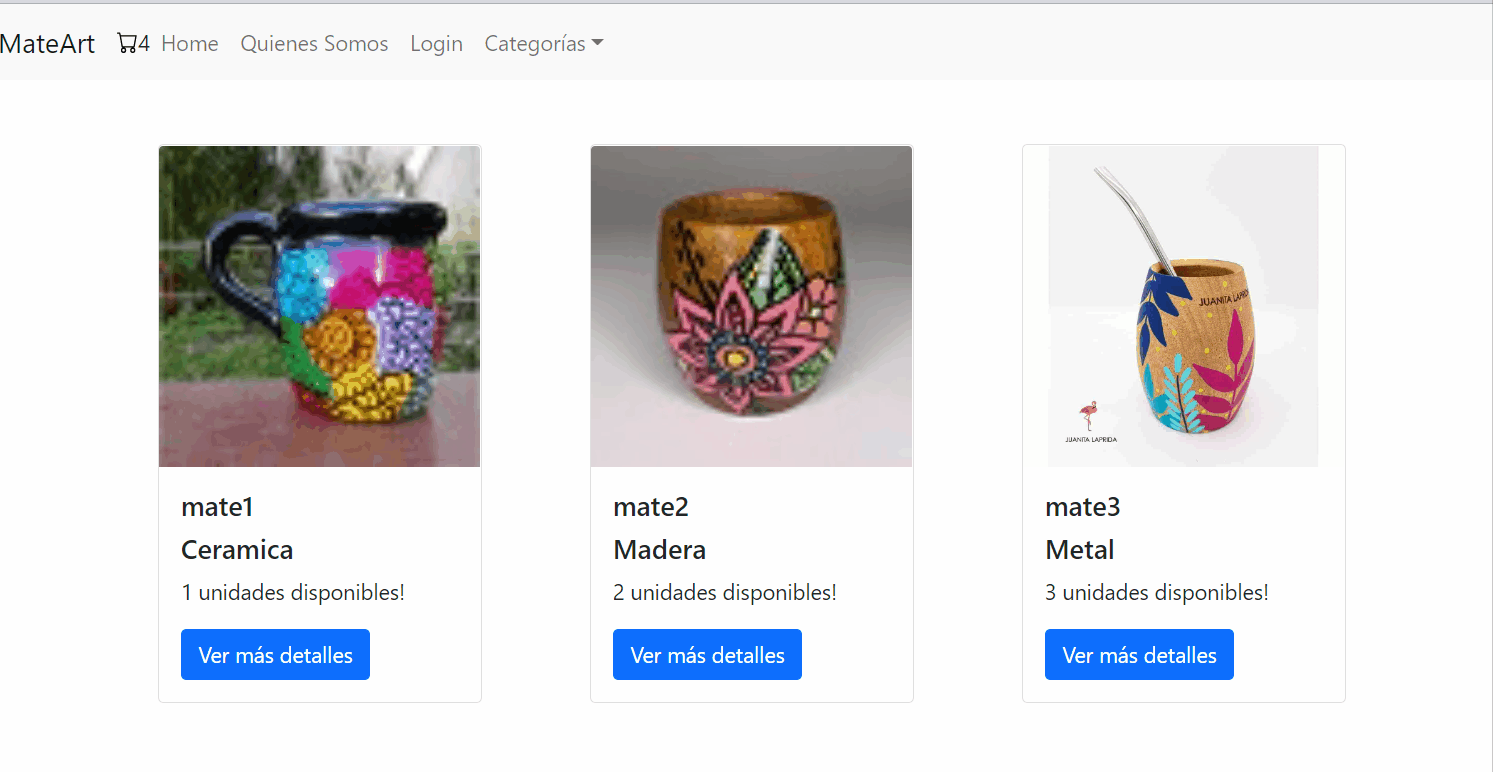 MateArt 4 Home Quienes Somos Login Categorías
JUANITA LAPRIDA
JUANITA LAPRIDA
mate1
Ceramica
1 unidades disponibles!
Ver más detalles
mate2
Madera
2 unidades disponibles!
Ver más detalles
mate3
Metal
3 unidades disponibles!
Ver más detalles